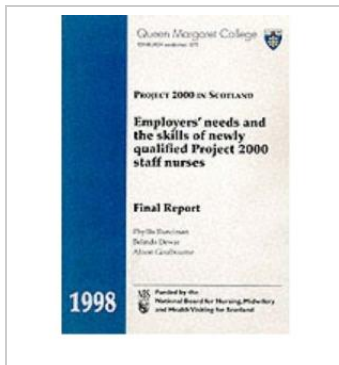 Queen Margaret College
PROJECT 2000 IN SCOTLAND
Employers' needs and
the skills of newly
qualified Project 2000
staff nurses
Final Report
Phyllis Runciman
Belinda Dewar
Alison Goulbourne
1998
Funded by the
National Board for Nursing, Midwifery
and Health Visiting for Scotland